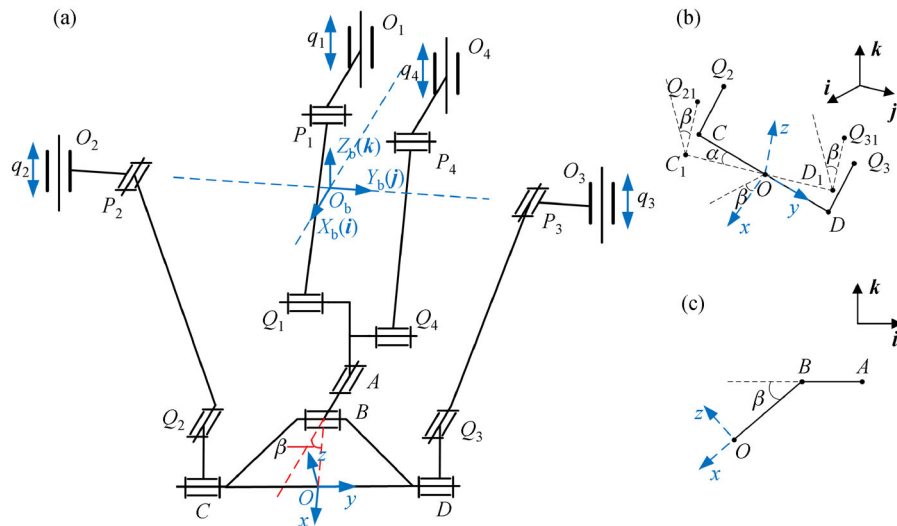 (a)
q1
O1
q4
O4
P1
P4
Zb(k)
Yb(j)
Ob
Xb(i)
q2
O2
P2
O3
q3
P3
Q1
Q4
A
B
Q2
Q3
β
z
C
O
y
D
x
(b)
k
i
j
Q2
Q21
β
C
z
β
Q31
Q3
α
C1
D1
O
β
y
D
x
(c)
k
i
B
A
β
z
O
x